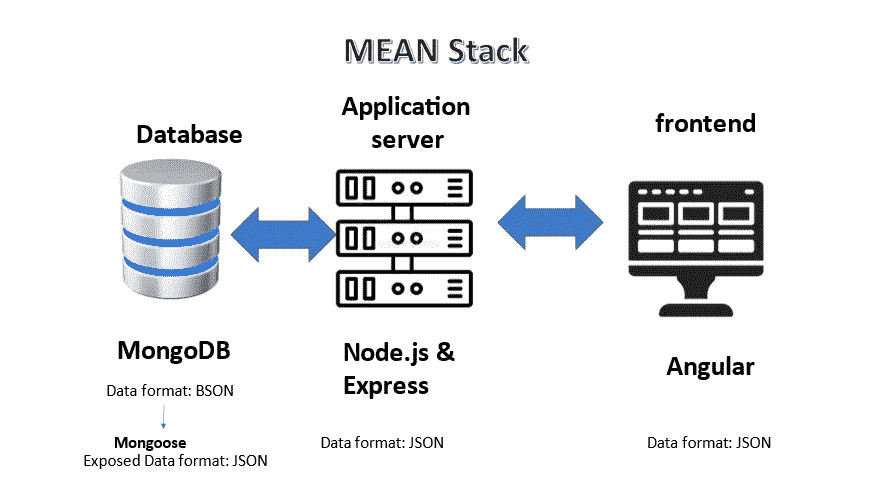 MEAN Stack
Database
Application
server
frontend
MongoDB
Node.js &
Express
Angular
Data format: BSON
Mongoose
Exposed Data format: JSON
Data format: JSON
Data format: JSON